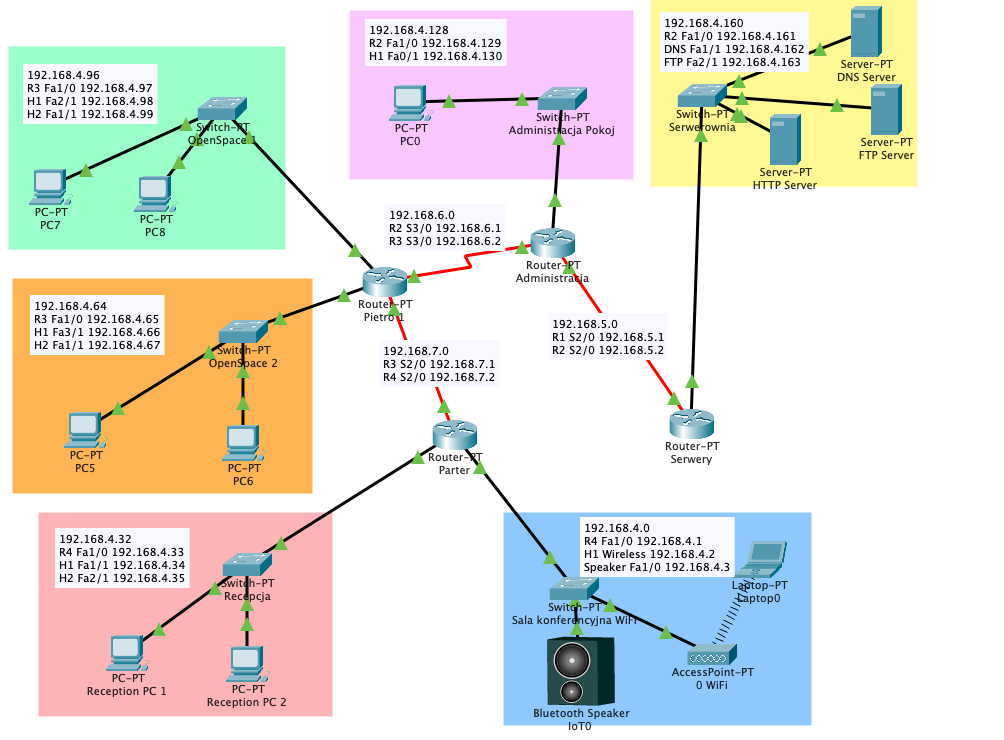 192.168.4.128
R2 Fa1/0 192.168.4.129
H1 Fa0/1 192.168.4.130
PC-PT
PC0
Switch-PT
Administracja Pokoj
192.168.4.160
R2 Fa1/0 192.168.4.161
DNS Fa1/1 192.168.4.162
FTP Fa2/1 192.168.4.163
Server-PT
DNS Server
Switch-PT
Serwerownia
Server-PT
FTP Server
Server-PT
HTTP Server
192.168.4.96
R3 Fa1/0 192.168.4.97
H1 Fa2/1 192.168.4.98
H2 Fa1/1 192.168.4.99
Switch-PT
OpenSpace 1
PC-PT
PC7
PC-PT
PC8
192.168.6.0
R2 S3/0 192.168.6.1
R3 S3/0 192.168.6.2
Router-PT
Administracja
Router-PT
Pietro 1
192.168.4.64
R3 Fa1/0 192.168.4.65
H1 Fa3/1 192.168.4.66
H2 Fa1/1 192.168.4.67
Switch-PT
OpenSpace 2
PC-PT
PC5
PC-PT
PC6
192.168.5.0
R1 S2/0 192.168.5.1
R2 S2/0 192.168.5.2
192.168.7.0
R3 S2/0 192.168.7.1
R4 S2/0 192.168.7.2
Router-PT
Serwery
Router-PT
Parter
192.168.4.32
R4 Fa1/0 192.168.4.33
H1 Fa1/1 192.168.4.34
H2 Fa2/1 192.168.4.35
Switch-PT
Recepcja
PC-PT
Reception PC 1
PC-PT
Reception PC 2
192.168.4.0
R4 Fa1/0 192.168.4.1
H1 Wireless 192.168.4.2
Speaker Fa1/0 192.168.4.3
Laptop-PT
Laptop0
Switch-PT
Sala konferencyjna WiFi
AccessPoint-PT
0 WiFi
Bluetooth Speaker
IoT0